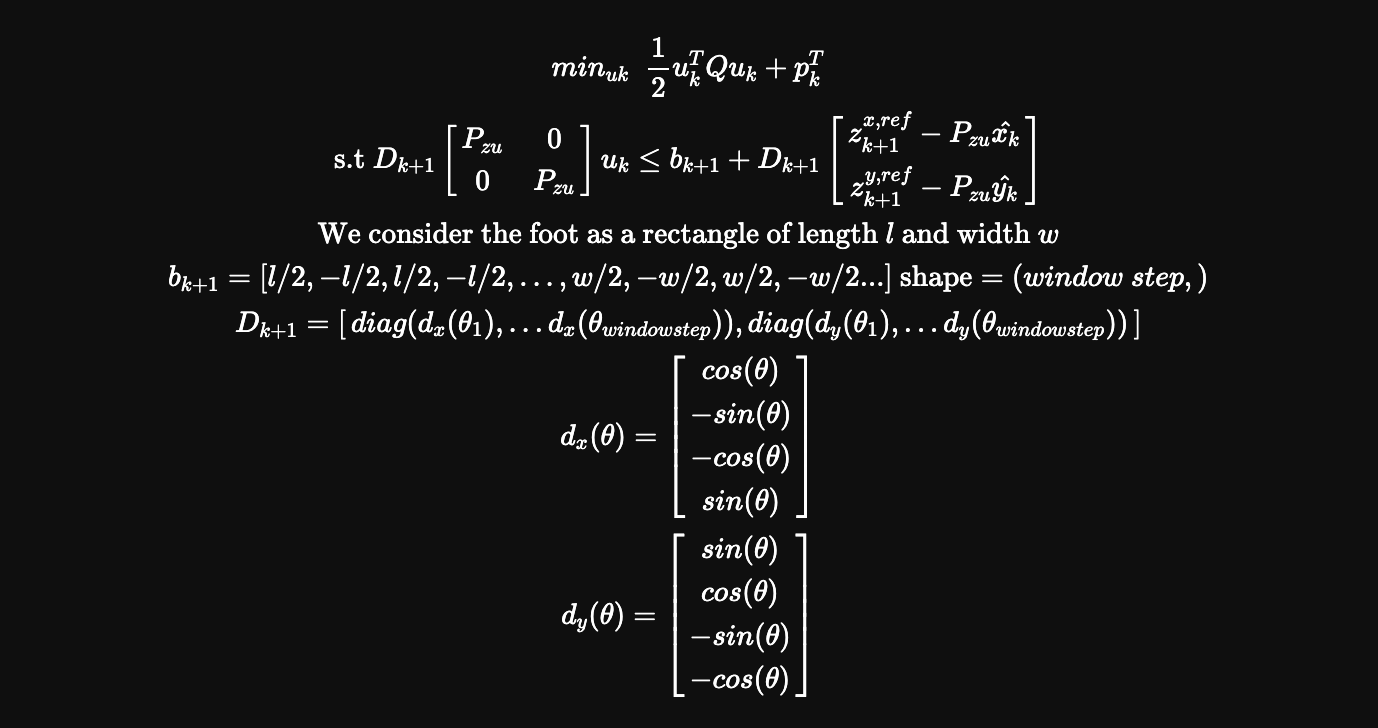 $min_{uk} \ \ \frac{1}{2} u_k^T Q u_k + p_k^T$
s.t $D_{k+1} \begin{bmatrix} P_{zu} & 0 \\ 0 & P_{zu} \end{bmatrix} u_k \leq b_{k+1} + D_{k+1} \begin{bmatrix} z_{k+1}^{x,ref} - P_{zu} \hat{x_k} \\ z_{k+1}^{y,ref} - P_{zu} \hat{y_k} \end{bmatrix}$
We consider the foot as a rectangle of length $l$ and width $w$
$b_{k+1} = [l/2, -l/2, l/2, -l/2, \ldots, w/2, -w/2, w/2, -w/2 ...]$ shape $= (window \ step, )$
$D_{k+1} = [\, diag(d_x(\theta_1), \ldots d_x(\theta_{windowstep})), diag(d_y(\theta_1), \ldots d_y(\theta_{windowstep})) \,]$
$d_x(\theta) = \begin{bmatrix} cos(\theta) \\ -sin(\theta) \\ -cos(\theta) \\ sin(\theta) \end{bmatrix}$
$d_y(\theta) = \begin{bmatrix} sin(\theta) \\ cos(\theta) \\ -sin(\theta) \\ -cos(\theta) \end{bmatrix}$